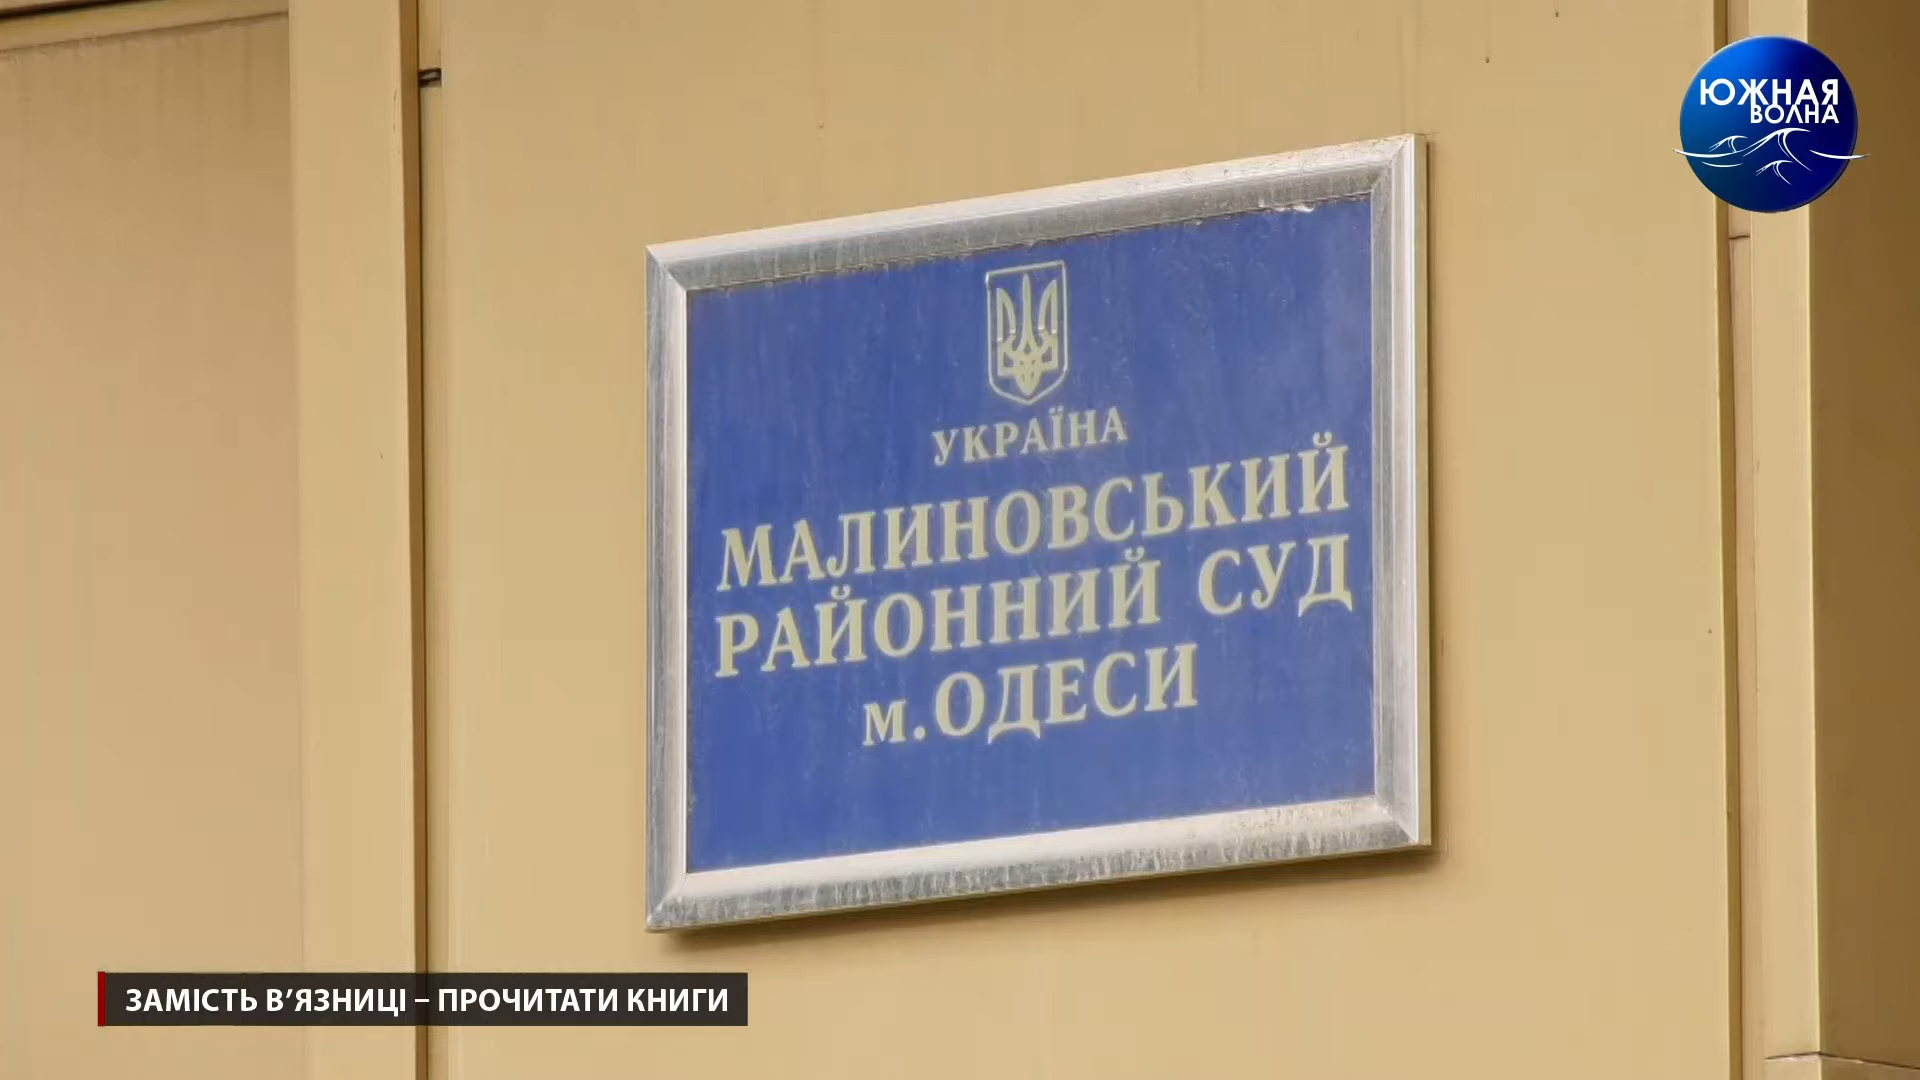 ЮЖНАЯ
ВОЛНА
УКРАЇНА
МАЛИНОВСЬКИЙ
РАЙОННИЙ СУД
м.ОДЕСИ
ЗАМІСТЬ В’ЯЗНИЦІ – ПРОЧИТАТИ КНИГИ